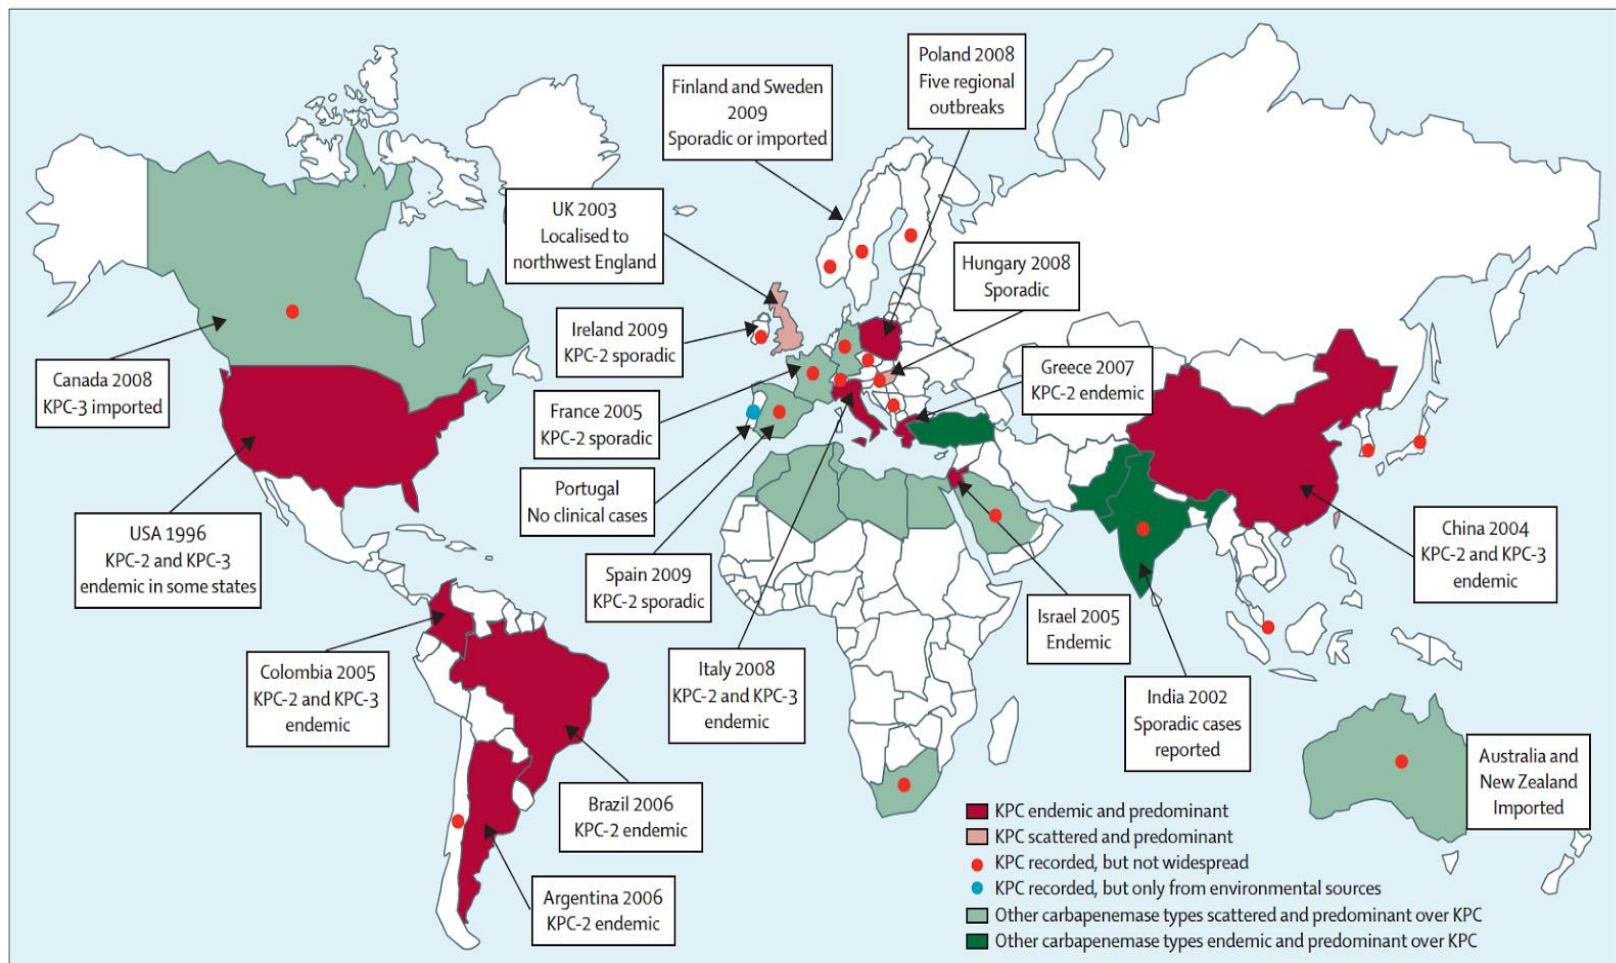 Poland 2008
Five regional
outbreaks
Finland and Sweden
2009
Sporadic or imported
UK 2003
Localised to
northwest England
Hungary 2008
Sporadic
Ireland 2009
KPC-2 sporadic
Canada 2008
KPC-3 imported
Greece 2007
KPC-2 endemic
France 2005
KPC-2 sporadic
Portugal
No clinical cases
USA 1996
KPC-2 and KPC-3
endemic in some states
China 2004
KPC-2 and KPC-3
endemic
Spain 2009
KPC-2 sporadic
Israel 2005
Endemic
Colombia 2005
KPC-2 and KPC-3
endemic
Italy 2008
KPC-2 and KPC-3
endemic
India 2002
Sporadic cases
reported
Australia and
New Zealand
Imported
Brazil 2006
KPC-2 endemic
Argentina 2006
KPC-2 endemic
KPC endemic and predominant
KPC scattered and predominant
KPC recorded, but not widespread
KPC recorded, but only from environmental sources
Other carbapenemase types scattered and predominant over KPC
Other carbapenemase types endemic and predominant over KPC